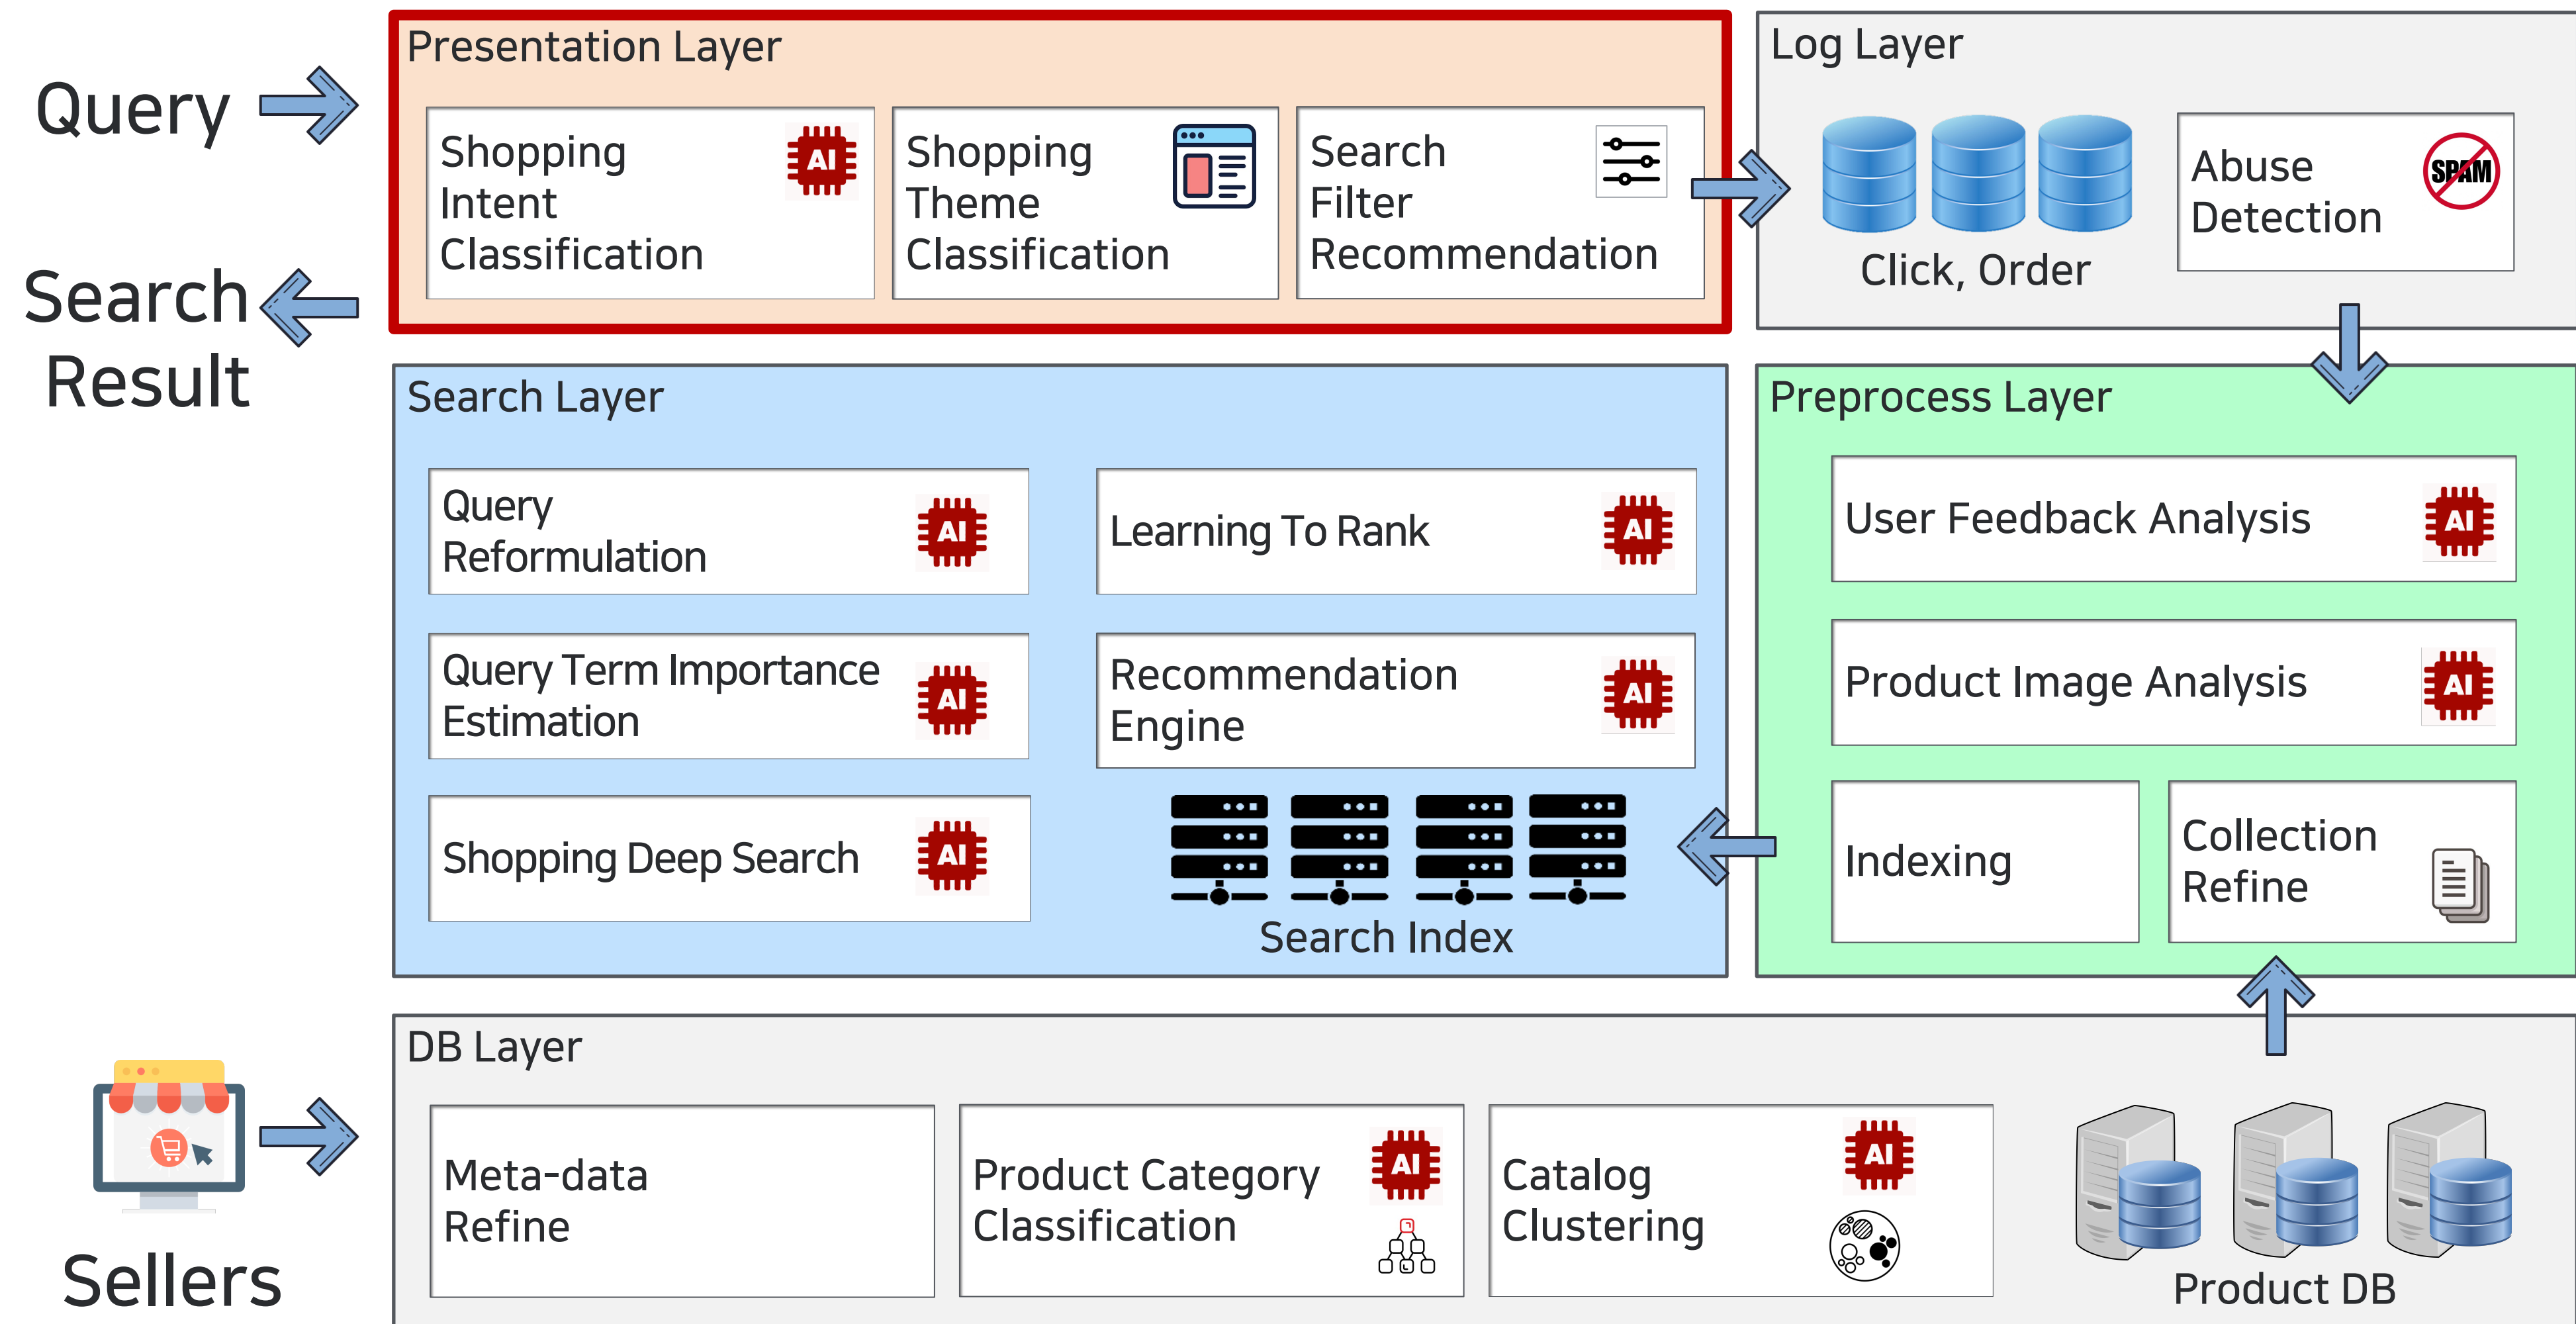 Query
Search
Result
Presentation Layer
Shopping
Intent
Classification
AI
Shopping
Theme
Classification
Search
Filter
Recommendation
Log Layer
Click, Order
Abuse
Detection
SPAM
Search Layer
Query
Reformulation
AI
Learning To Rank
AI
Query Term Importance
Estimation
AI
Recommendation
Engine
AI
Shopping Deep Search
AI
Search Index
Preprocess Layer
User Feedback Analysis
AI
Product Image Analysis
AI
Indexing
Collection
Refine
Sellers
DB Layer
Meta-data
Refine
Product Category
Classification
AI
Catalog
Clustering
AI
Product DB